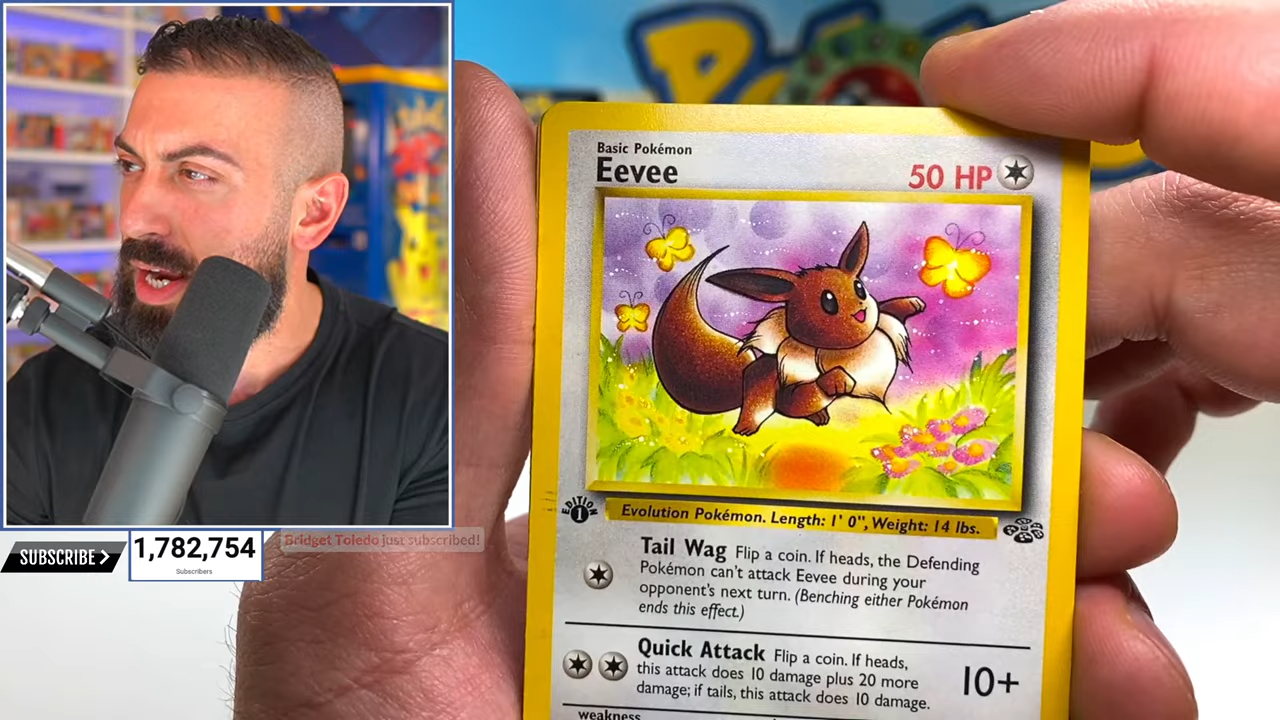 Basic Pokémon
Eevee
50 HP
EDITION
1
Evolution Pokémon. Length: 1' 0", Weight: 14 lbs.
Tail Wag Flip a coin. If heads, the Defending
Pokémon can't attack Eevee during your
opponent's next turn. (Benching either Pokémon
ends this effect.)
Quick Attack Flip a coin. If heads,
this attack does 10 damage plus 20 more
damage; if tails, this attack does 10 damage.
10+
weakness
SUBSCRIBE
1,782,754
Subscribers
Bridget Toledo just subscribed!